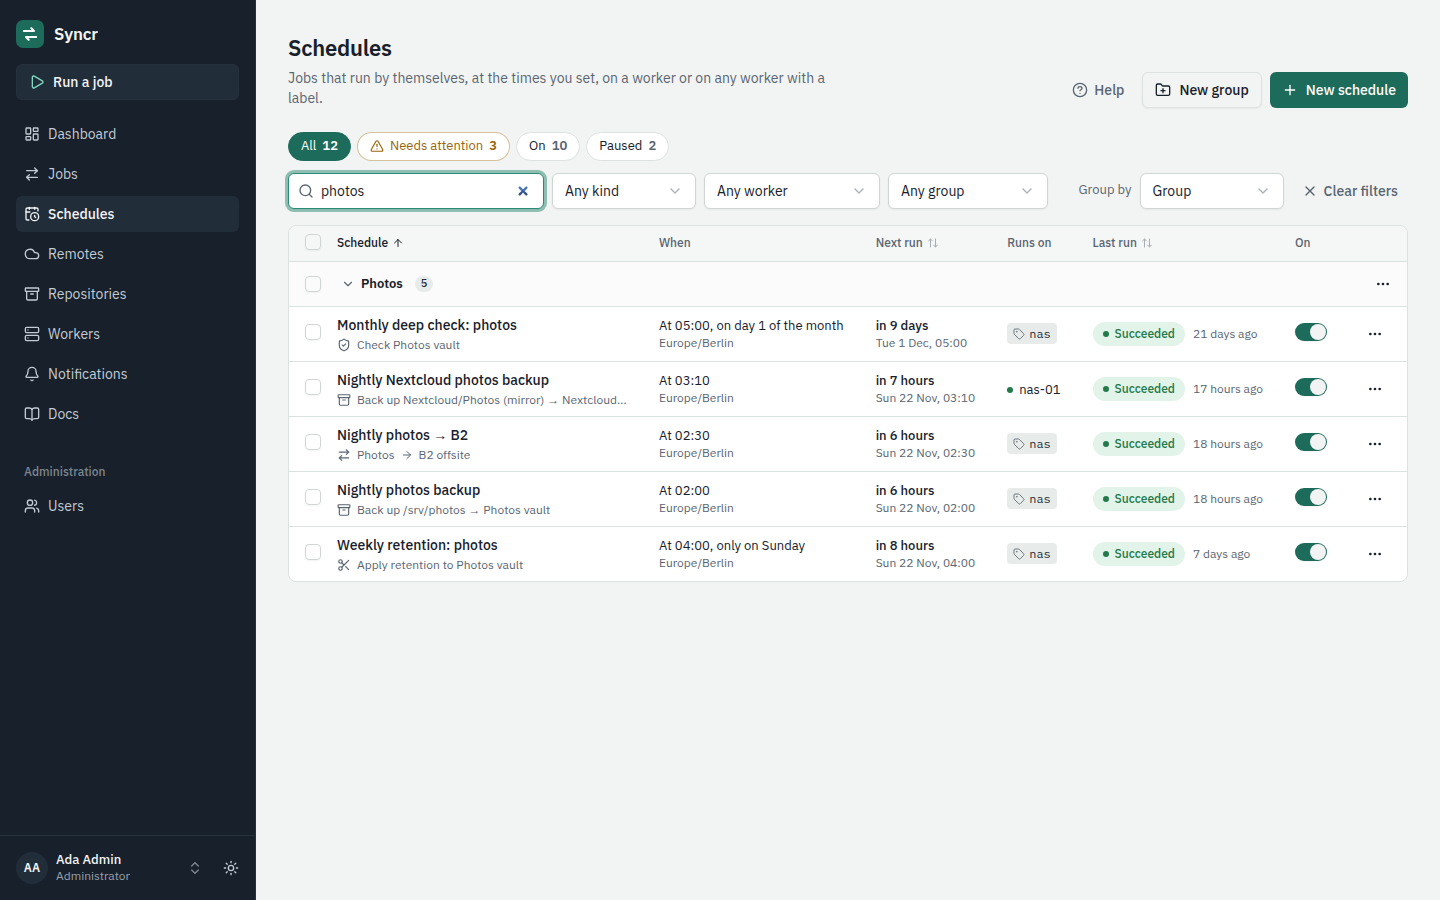 Syncr
Run a job
Dashboard
Jobs
Schedules
Remotes
Repositories
Workers
Notifications
Docs
Administration
Users
AA
Ada Admin
Administrator
Schedules
Jobs that run by themselves, at the times you set, on a worker or on any worker with a
label.
Help
New group
New schedule
All 12
Needs attention 3
On 10
Paused 2
photos
Any kind
Any worker
Any group
Group by
Group
Clear filters
Schedule When Next run Runs on Last run On
Photos 5
Monthly deep check: photos
Check Photos vault
At 05:00, on day 1 of the month
Europe/Berlin
in 9 days
Tue 1 Dec, 05:00
nas
Succeeded 21 days ago
Nightly Nextcloud photos backup
Back up Nextcloud/Photos (mirror) → Nextcloud...
At 03:10
Europe/Berlin
in 7 hours
Sun 22 Nov, 03:10
nas-01
Succeeded 17 hours ago
Nightly photos → B2
Photos → B2 offsite
At 02:30
Europe/Berlin
in 6 hours
Sun 22 Nov, 02:30
nas
Succeeded 18 hours ago
Nightly photos backup
Back up /srv/photos → Photos vault
At 02:00
Europe/Berlin
in 6 hours
Sun 22 Nov, 02:00
nas
Succeeded 18 hours ago
Weekly retention: photos
Apply retention to Photos vault
At 04:00, only on Sunday
Europe/Berlin
in 8 hours
Sun 22 Nov, 04:00
nas
Succeeded 7 days ago